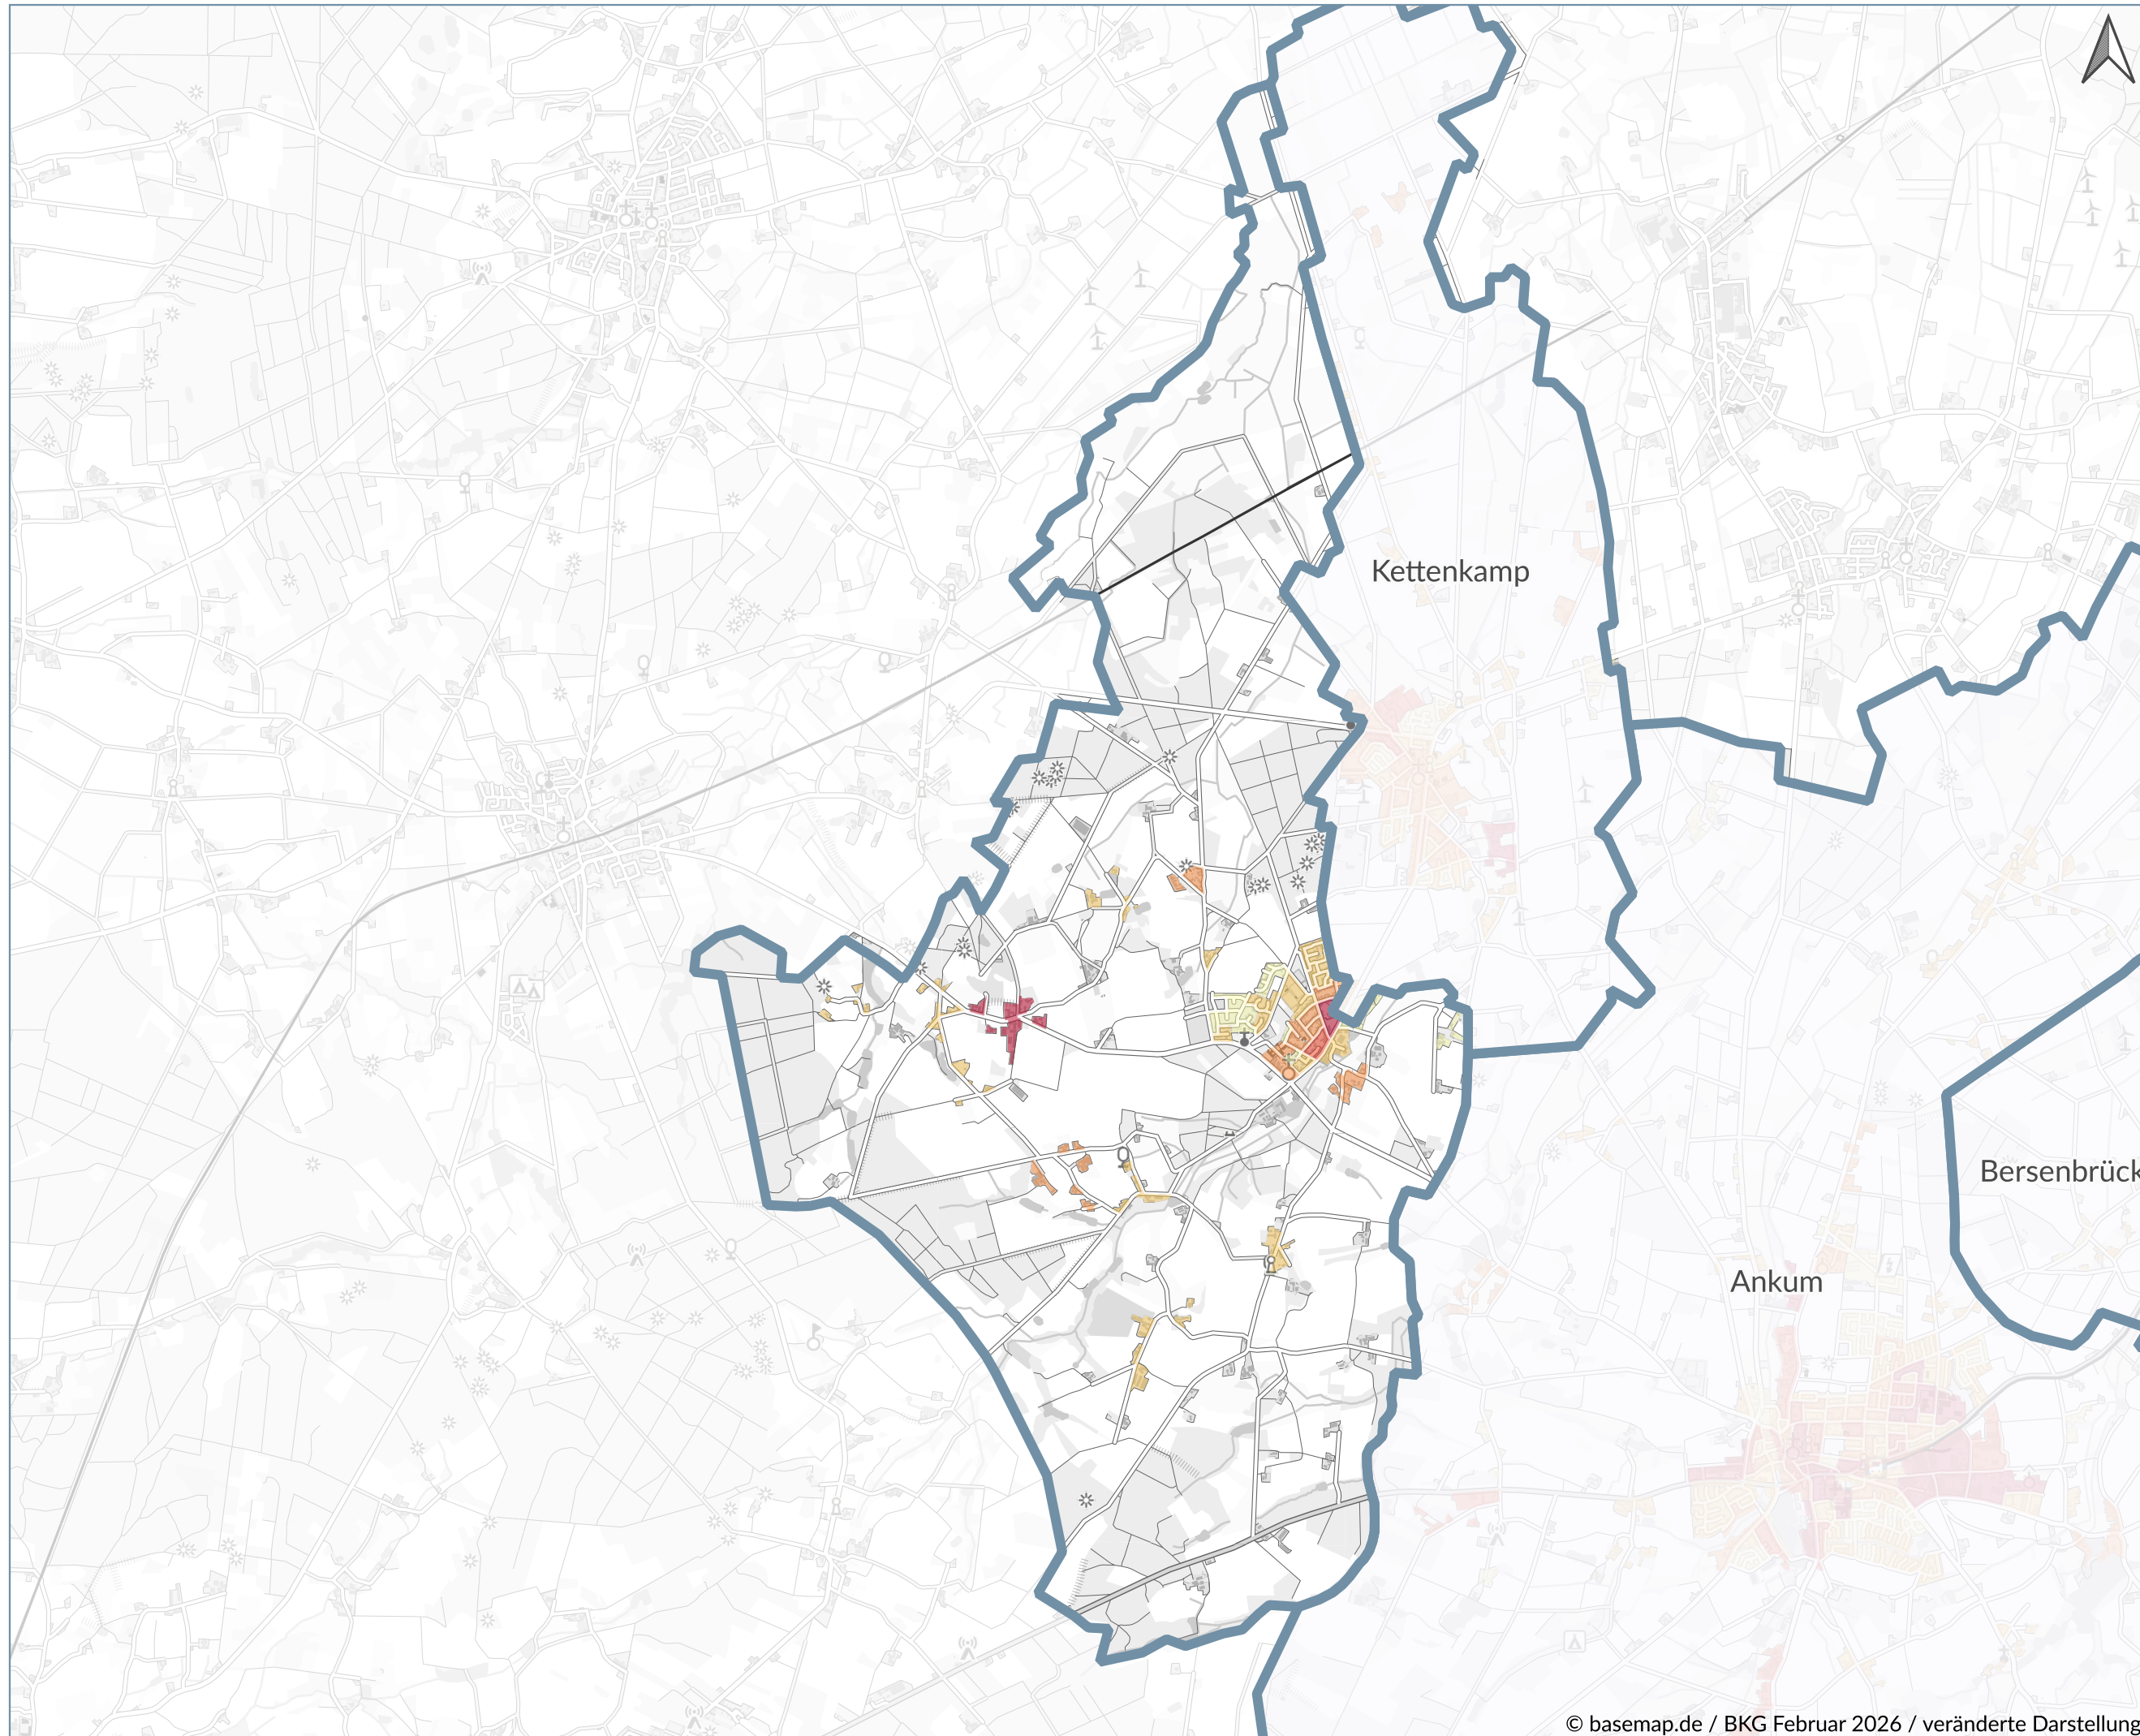 Kettenkamp
Bersenbrück
Ankum
© basemap.de / BKG Februar 2026 / veränderte Darstellung